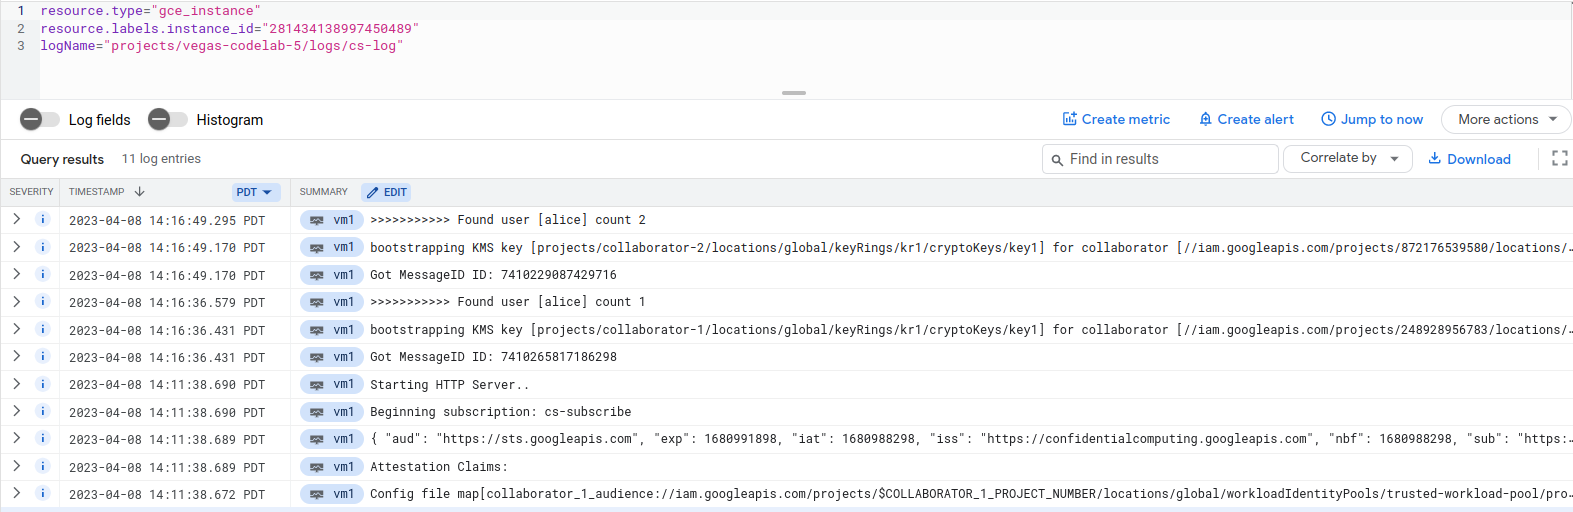 1 resource.type="gce_instance"
2 resource.labels.instance_id="281434138997450489"
3 logName="projects/vegas-codelab-5/logs/cs-log"
Log fields Histogram Create metric Create alert Jump to now More actions
Query results 11 log entries Find in results Correlate by Download
SEVERITY TIMESTAMP PDT SUMMARY EDIT
i 2023-04-08 14:16:49.295 PDT vm1 >>>>>>>>>>> Found user [alice] count 2
i 2023-04-08 14:16:49.170 PDT vm1 bootstrapping KMS key [projects/collaborator-2/locations/global/keyRings/kr1/cryptoKeys/key1] for collaborator [//iam.googleapis.com/projects/872176539580/locations/…
i 2023-04-08 14:16:49.170 PDT vm1 Got MessageID ID: 7410229087429716
i 2023-04-08 14:16:36.579 PDT vm1 >>>>>>>>>>> Found user [alice] count 1
i 2023-04-08 14:16:36.431 PDT vm1 bootstrapping KMS key [projects/collaborator-1/locations/global/keyRings/kr1/cryptoKeys/key1] for collaborator [//iam.googleapis.com/projects/248928956783/locations/…
i 2023-04-08 14:16:36.431 PDT vm1 Got MessageID ID: 7410265817186298
i 2023-04-08 14:11:38.690 PDT vm1 Starting HTTP Server..
i 2023-04-08 14:11:38.690 PDT vm1 Beginning subscription: cs-subscribe
i 2023-04-08 14:11:38.689 PDT vm1 { "aud": "https://sts.googleapis.com", "exp": 1680991898, "iat": 1680988298, "iss": "https://confidentialcomputing.googleapis.com", "nbf": 1680988298, "sub": "https:…
i 2023-04-08 14:11:38.689 PDT vm1 Attestation Claims:
i 2023-04-08 14:11:38.672 PDT vm1 Config file map[collaborator_1_audience://iam.googleapis.com/projects/$COLLABORATOR_1_PROJECT_NUMBER/locations/global/workloadIdentityPools/trusted-workload-pool/pro…